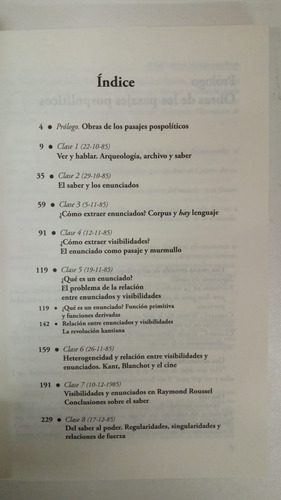 Índice
4 • Prólogo. Obras de los pasajes pospolíticos
9 • Clase 1 (22-10-85)
Ver y hablar. Arqueología, archivo y saber
35 • Clase 2 (29-10-85)
El saber y los enunciados
59 • Clase 3 (5-11-85)
¿Cómo extraer enunciados? Corpus y hay lenguaje
91 • Clase 4 (12-11-85)
¿Cómo extraer visibilidades?
El enunciado como pasaje y murmullo
119 • Clase 5 (19-11-85)
¿Qué es un enunciado?
El problema de la relación
entre enunciados y visibilidades
119 • ¿Qué es un enunciado? Función primitiva
y funciones derivadas
142 • Relación entre enunciados y visibilidades
La revolución kantiana
159 • Clase 6 (26-11-85)
Heterogeneidad y relación entre visibilidades y
enunciados. Kant, Blanchot y el cine
191 • Clase 7 (10-12-1985)
Visibilidades y enunciados en Raymond Roussel
Conclusiones sobre el saber
229 • Clase 8 (17-12-85)
Del saber al poder. Regularidades, singularidades y
relaciones de fuerza